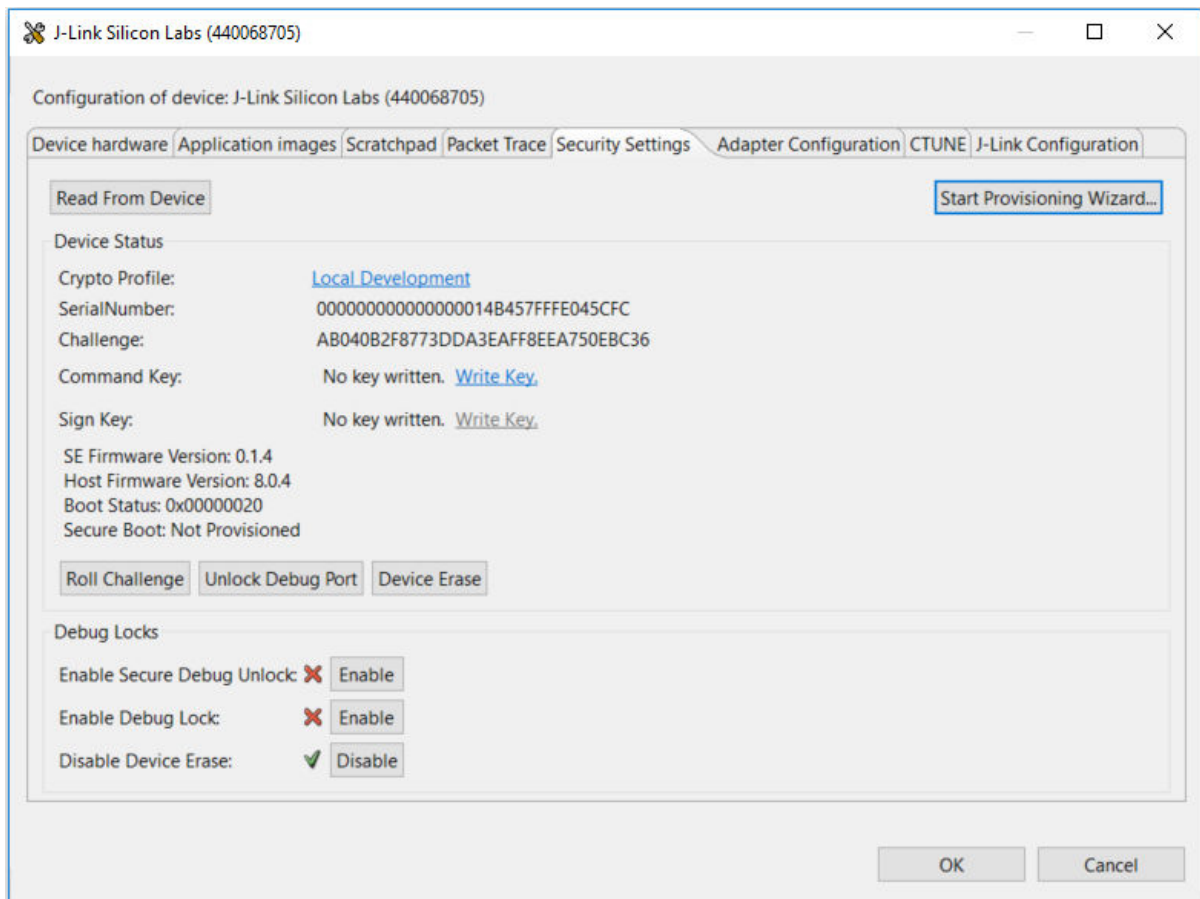 J-Link Silicon Labs (440068705)
Configuration of device: J-Link Silicon Labs (440068705)
Device hardware Application images Scratchpad Packet Trace Security Settings Adapter Configuration CTUNE J-Link Configuration
Read From Device Start Provisioning Wizard...
Device Status
Crypto Profile: Local Development
SerialNumber: 000000000000000014B457FFFE045CFC
Challenge: AB040B2F8773DDA3EAFF8EEA750EBC36
Command Key: No key written. Write Key.
Sign Key: No key written. Write Key.
SE Firmware Version: 0.1.4
Host Firmware Version: 8.0.4
Boot Status: 0x00000020
Secure Boot: Not Provisioned
Roll Challenge Unlock Debug Port Device Erase
Debug Locks
Enable Secure Debug Unlock: Enable
Enable Debug Lock: Enable
Disable Device Erase: Disable
OK Cancel